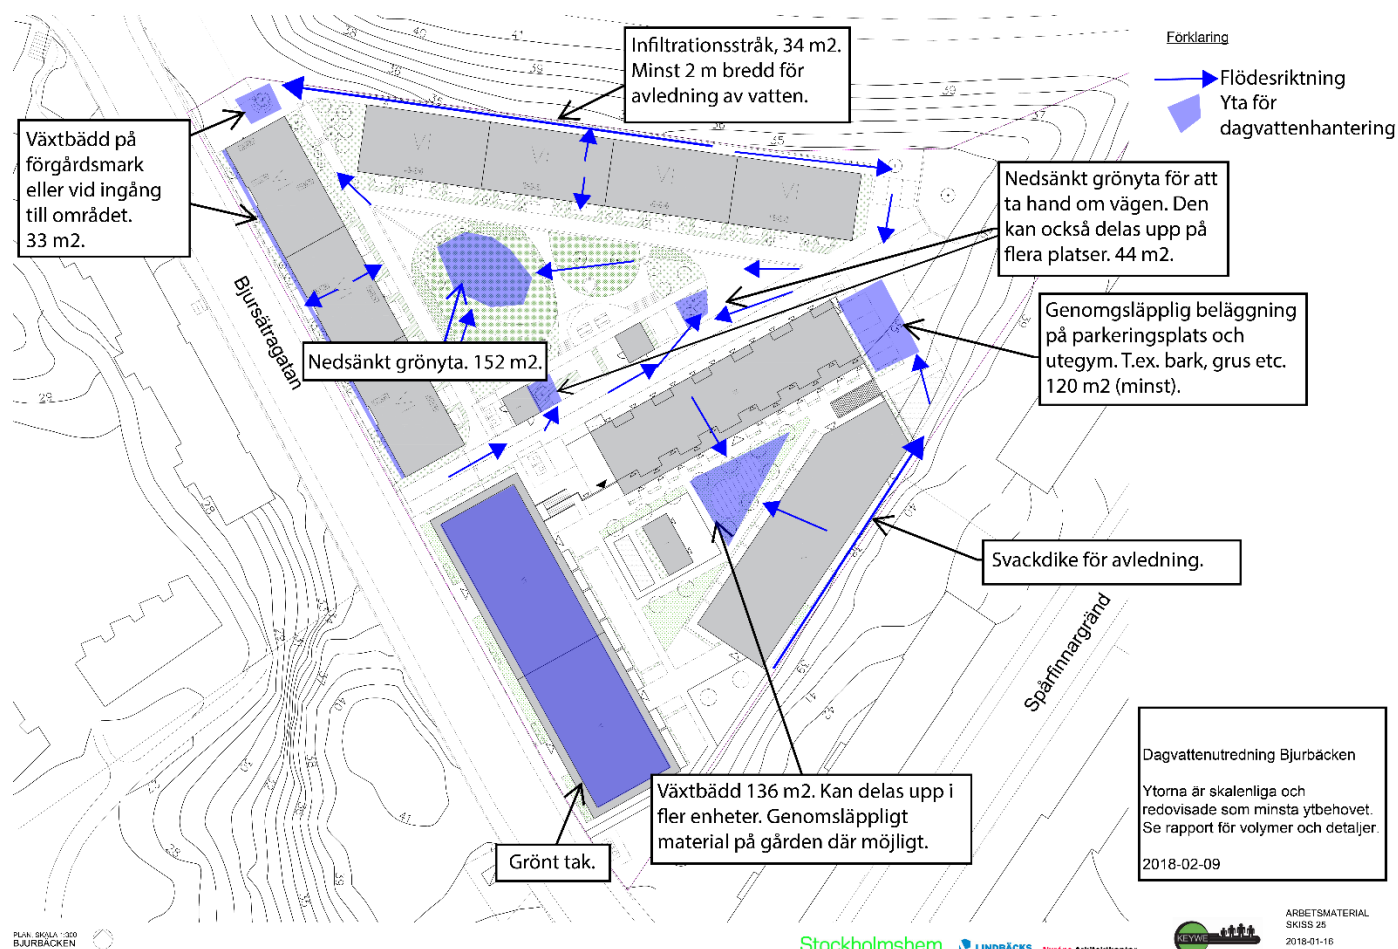 Infiltrationsstråk, 34 m2.
Minst 2 m bredd för
avledning av vatten.
Förklaring
Flödesriktning
Yta för
dagvattenhantering
Växtbädd på
förgårdsmark
eller vid ingång
till området.
33 m2.
Nedsänkt grönyta för att
ta hand om vägen. Den
kan också delas upp på
flera platser. 44 m2.
Genomgsläpplig beläggning
på parkeringsplats och
utegym. T.ex. bark, grus etc.
120 m2 (minst).
Bjursätragatan
Nedsänkt grönyta. 152 m2.
Svackdike för avledning.
Spårfinnargränd
Växtbädd 136 m2. Kan delas upp i
fler enheter. Genomsläppligt
material på gården där möjligt.
Grönt tak.
Dagvattenutredning Bjurbäcken
Ytorna är skalenliga och
redovisade som minsta ytbehovet.
Se rapport för volymer och detaljer.
2018-02-09
BJURBÄCKEN
Stockholmshem
LINDBÄCKS
KEYWE
ARBETSMATERIAL
SKISS 25
2018-01-16